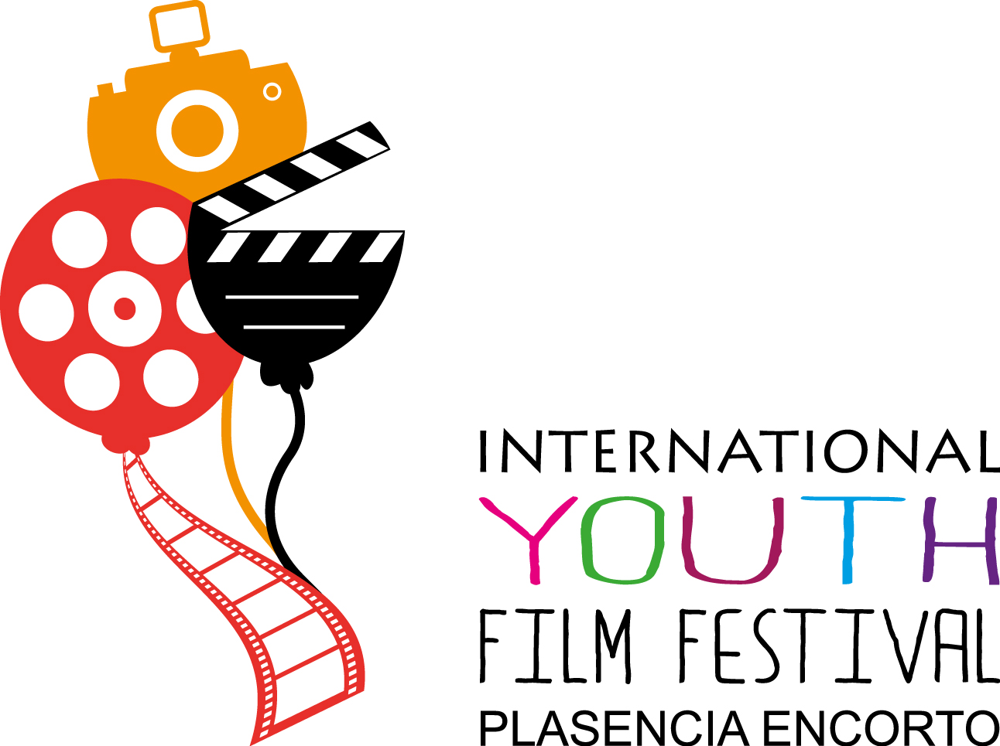 INTERNATIONAL
YOUTH
FILM FESTIVAL
PLASENCIA ENCORTO